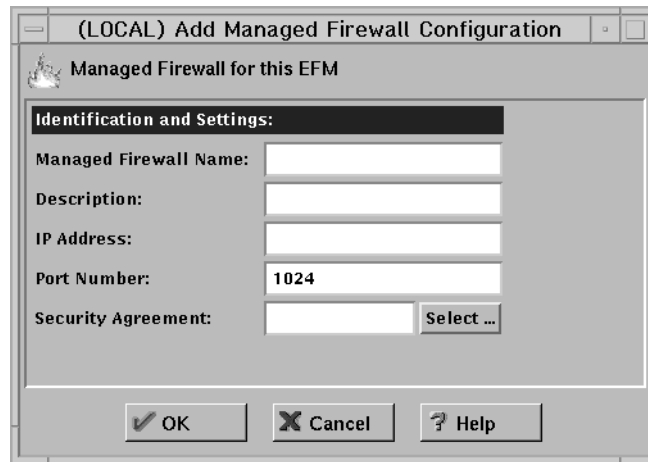 (LOCAL) Add Managed Firewall Configuration
Managed Firewall for this EFM
Identification and Settings:
Managed Firewall Name:
Description:
IP Address:
Port Number: 1024
Security Agreement: Select ...
OK Cancel Help